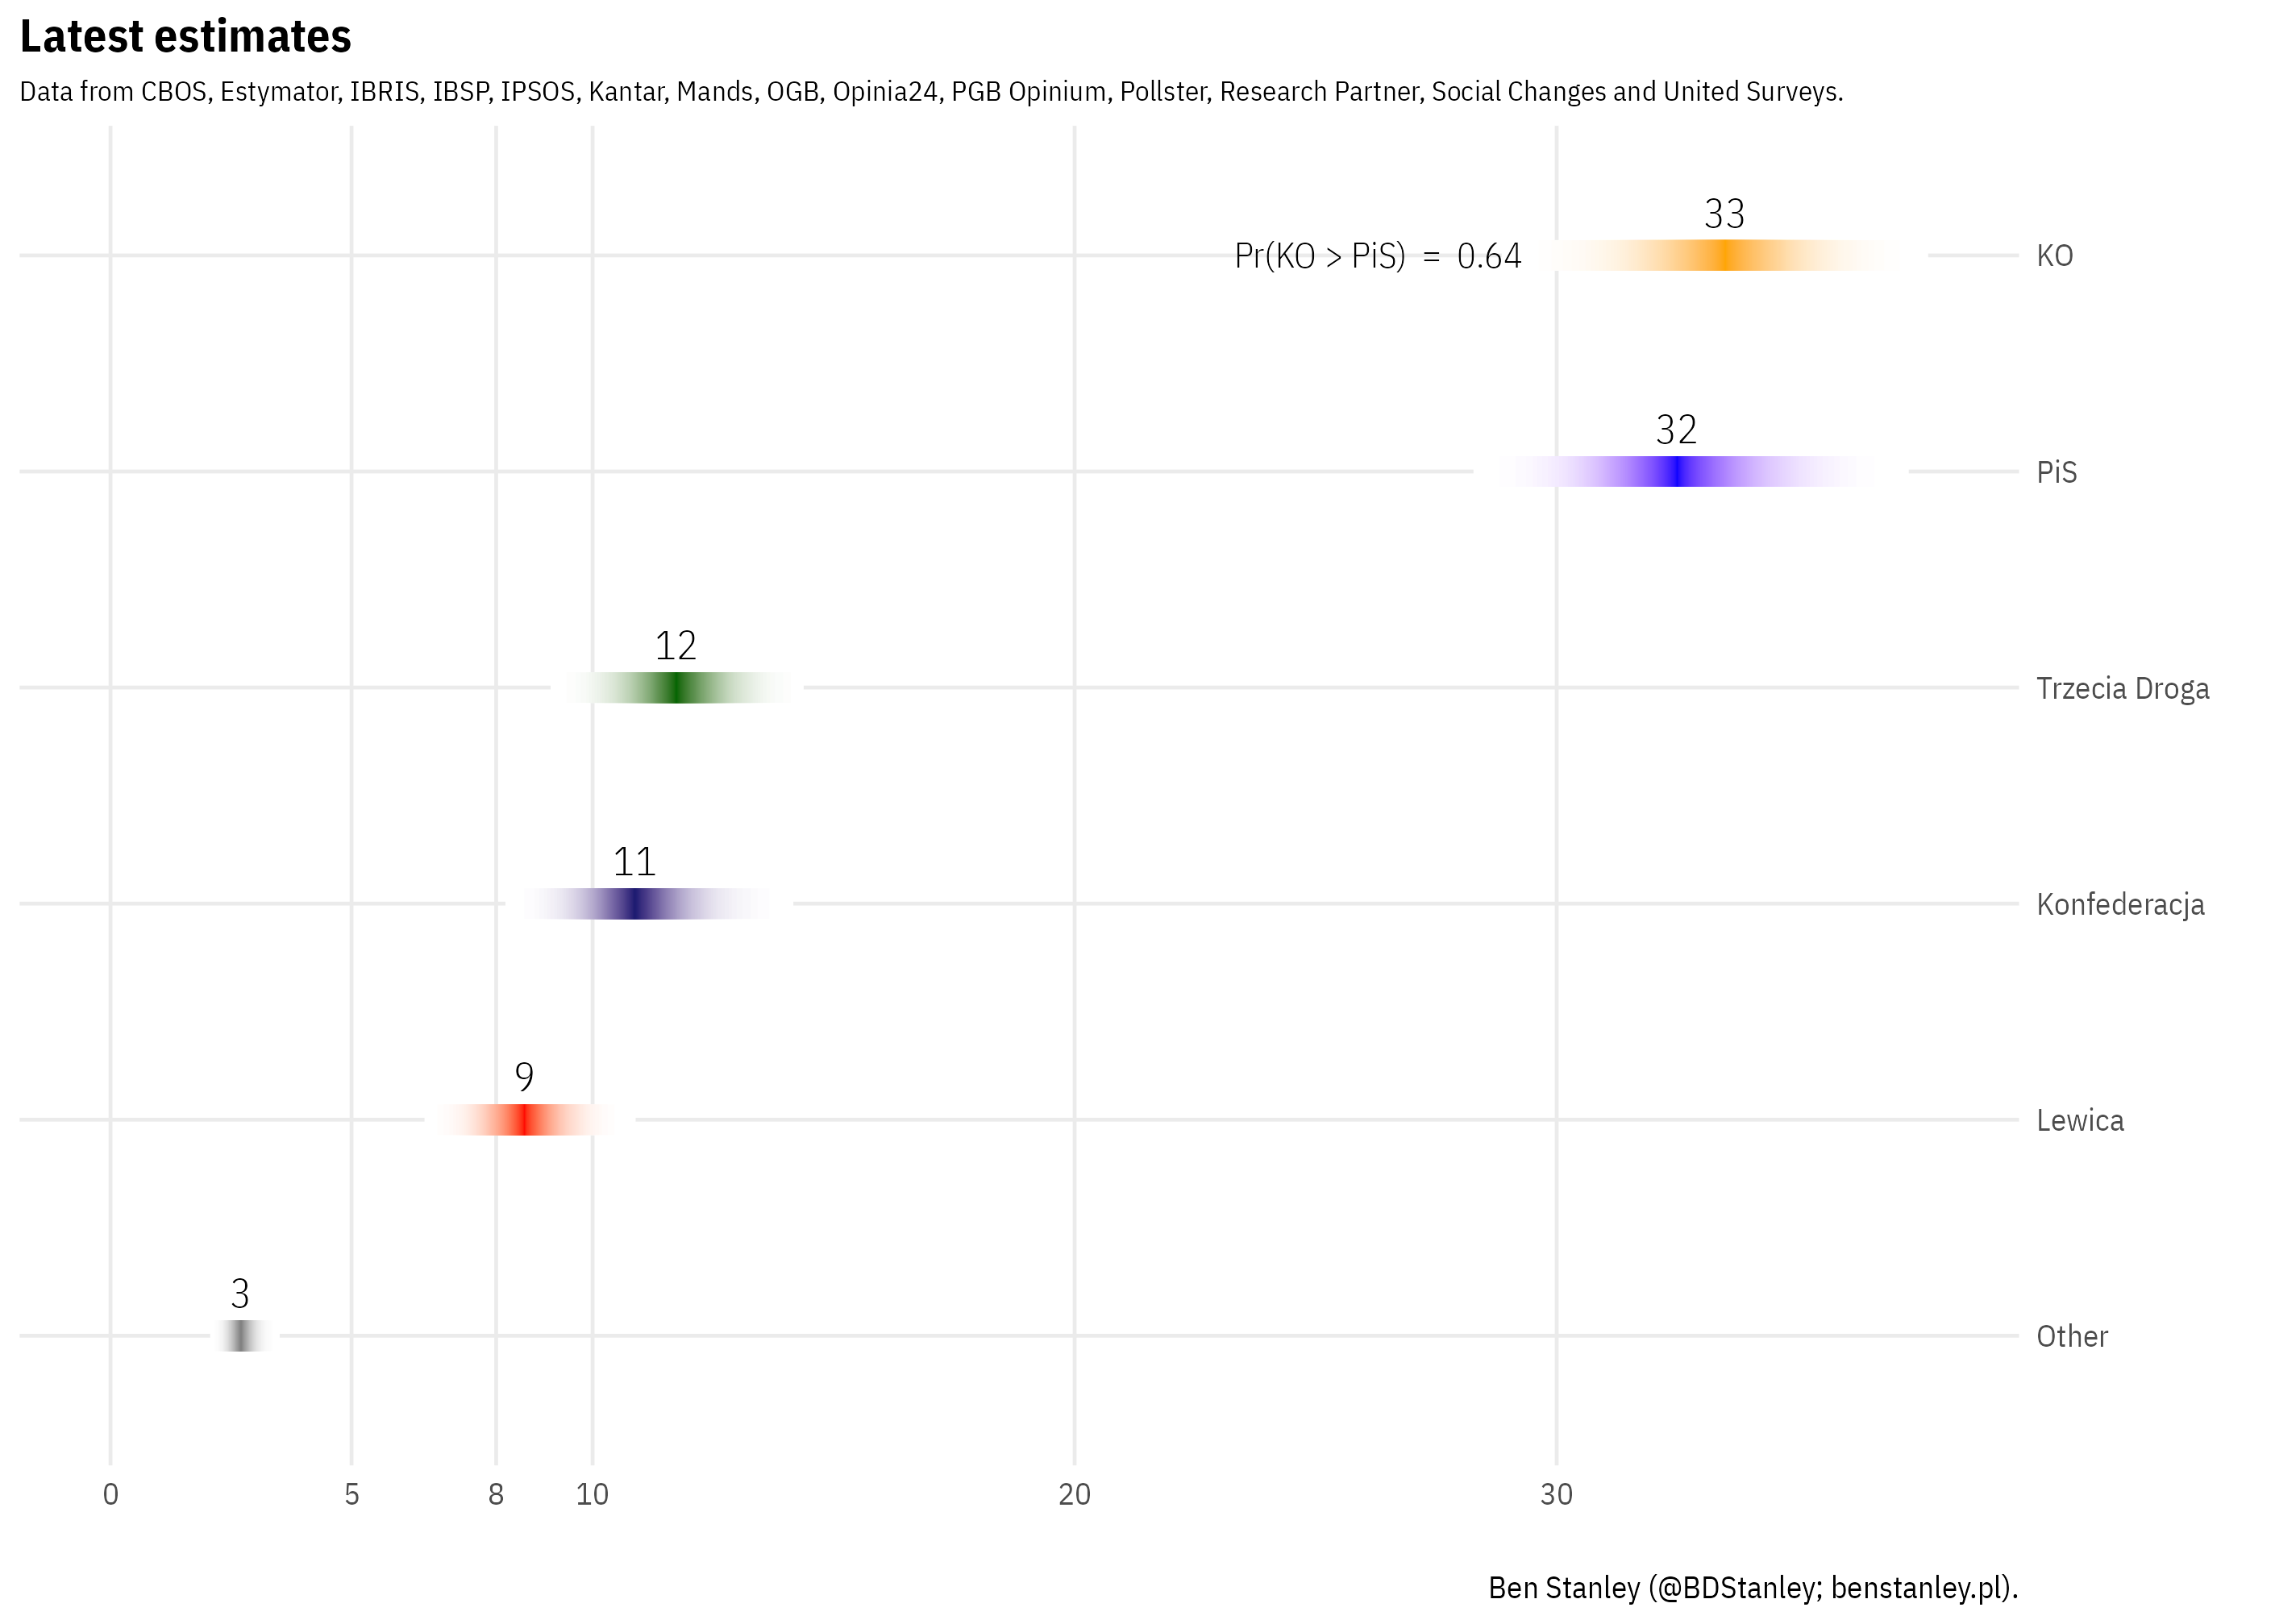 Latest estimates
Data from CBOS, Estymator, IBRIS, IBSP, IPSOS, Kantar, Mands, OGB, Opinia24, PGB Opinium, Pollster, Research Partner, Social Changes and United Surveys.
33
Pr(KO > PiS) = 0.64
KO
32
PiS
12
Trzecia Droga
11
Konfederacja
9
Lewica
3
Other
0 5 8 10 20 30
Ben Stanley (@BDStanley; benstanley.pl).